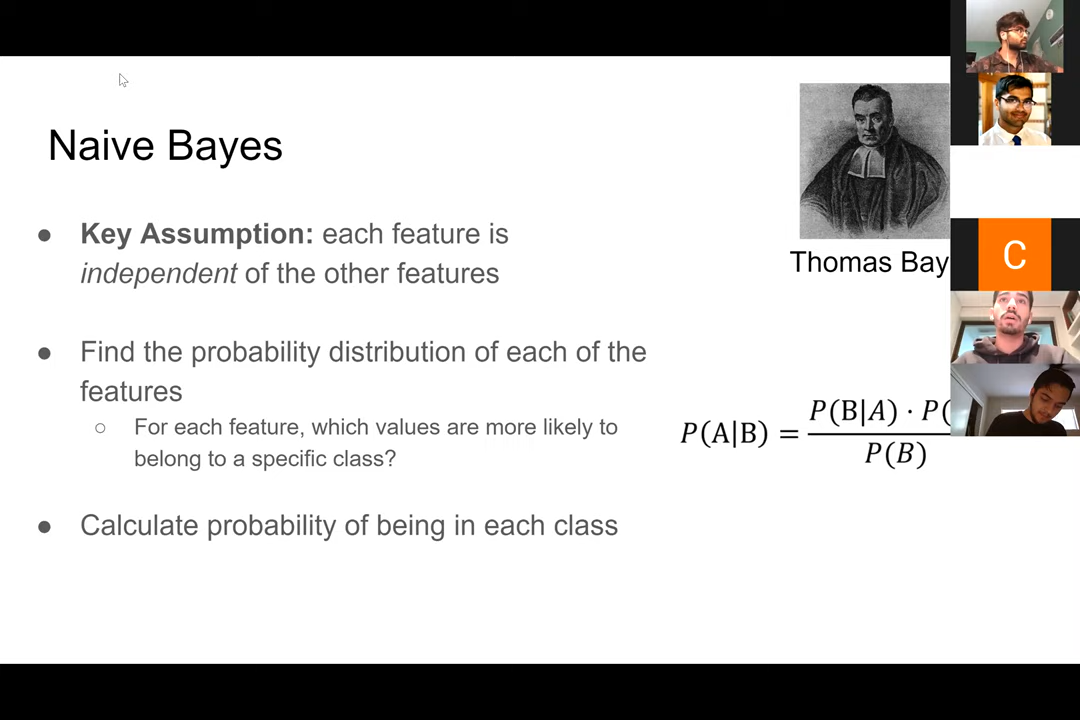 Naive Bayes
● Key Assumption: each feature is
independent of the other features
● Find the probability distribution of each of the
features
○ For each feature, which values are more likely to
belong to a specific class?
● Calculate probability of being in each class
Thomas Bay
P(A|B) = P(B|A) · P(
P(B)
C